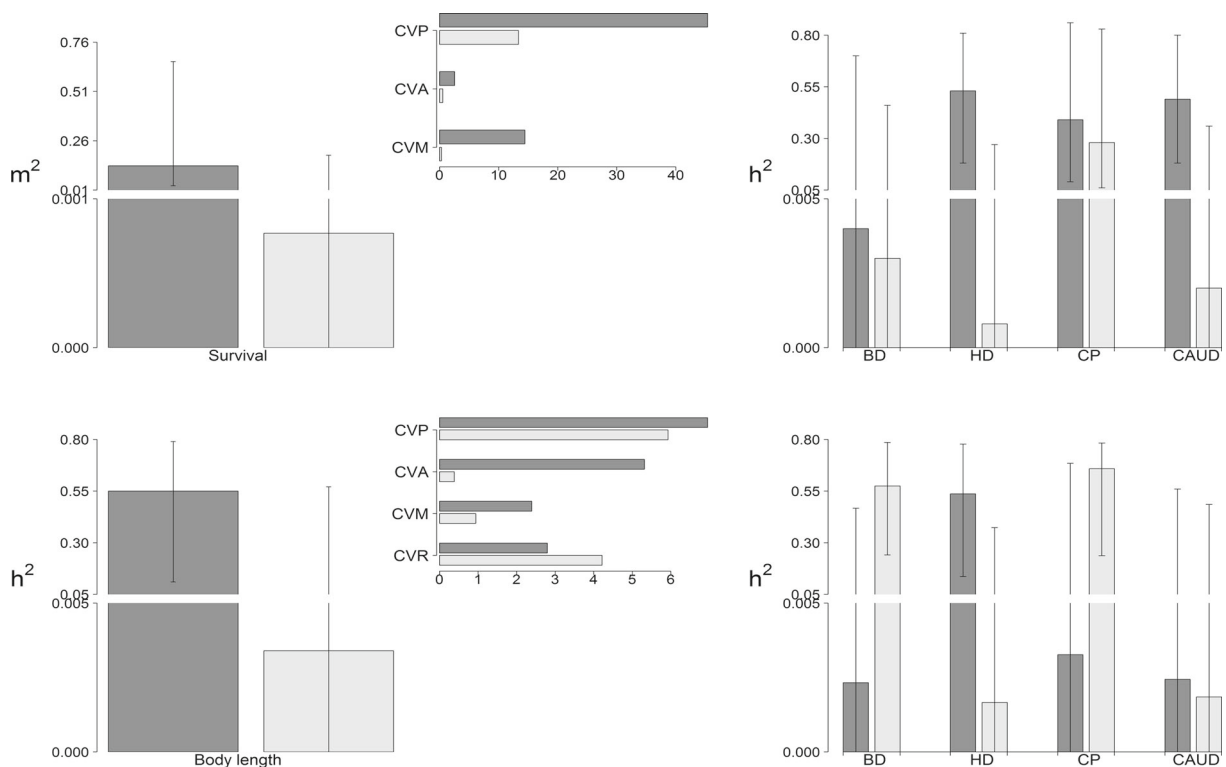 m²
0.76
0.51
0.26
0.01
0.001
0.000
Survival
CVP
CVA
CVM
0 10 20 30 40
h²
0.80
0.55
0.30
0.05
0.005
0.000
BD HD CP CAUD
h²
0.80
0.55
0.30
0.05
0.005
0.000
Body length
CVP
CVA
CVM
CVR
0 1 2 3 4 5 6
h²
0.80
0.55
0.30
0.05
0.005
0.000
BD HD CP CAUD